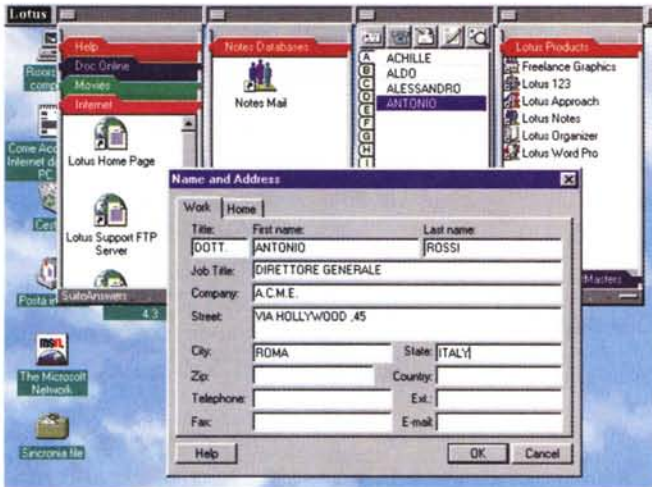 Lotus
Help
Doc Online
Movies
Internet
Lotus Home Page
Lotus Support FTP
Server
SuiteAnswers
4.3
Notes Databases
Notes Mail
A
B
C
D
E
F
G
H
I
ACHILLE
ALDO
ALESSANDRO
ANTONIO
Lotus Products
Freelance Graphics
Lotus 123
Lotus Approach
Lotus Notes
Lotus Organizer
Lotus Word Pro
Masters
Come
Internet
PC
Posta in
msn
The Microsoft
Network
Sincronia file
Name and Address
Work
Home
Title:
First name:
Last name:
DOTT.
ANTONIO
ROSSI
Job Title:
DIRETTORE GENERALE
Company:
A.C.M.E.
Street:
VIA HOLLYWOOD ,45
City:
ROMA
State:
ITALY
Zip:
Country:
Telephone:
Ext.:
Fax:
E-mail:
Help
OK
Cancel